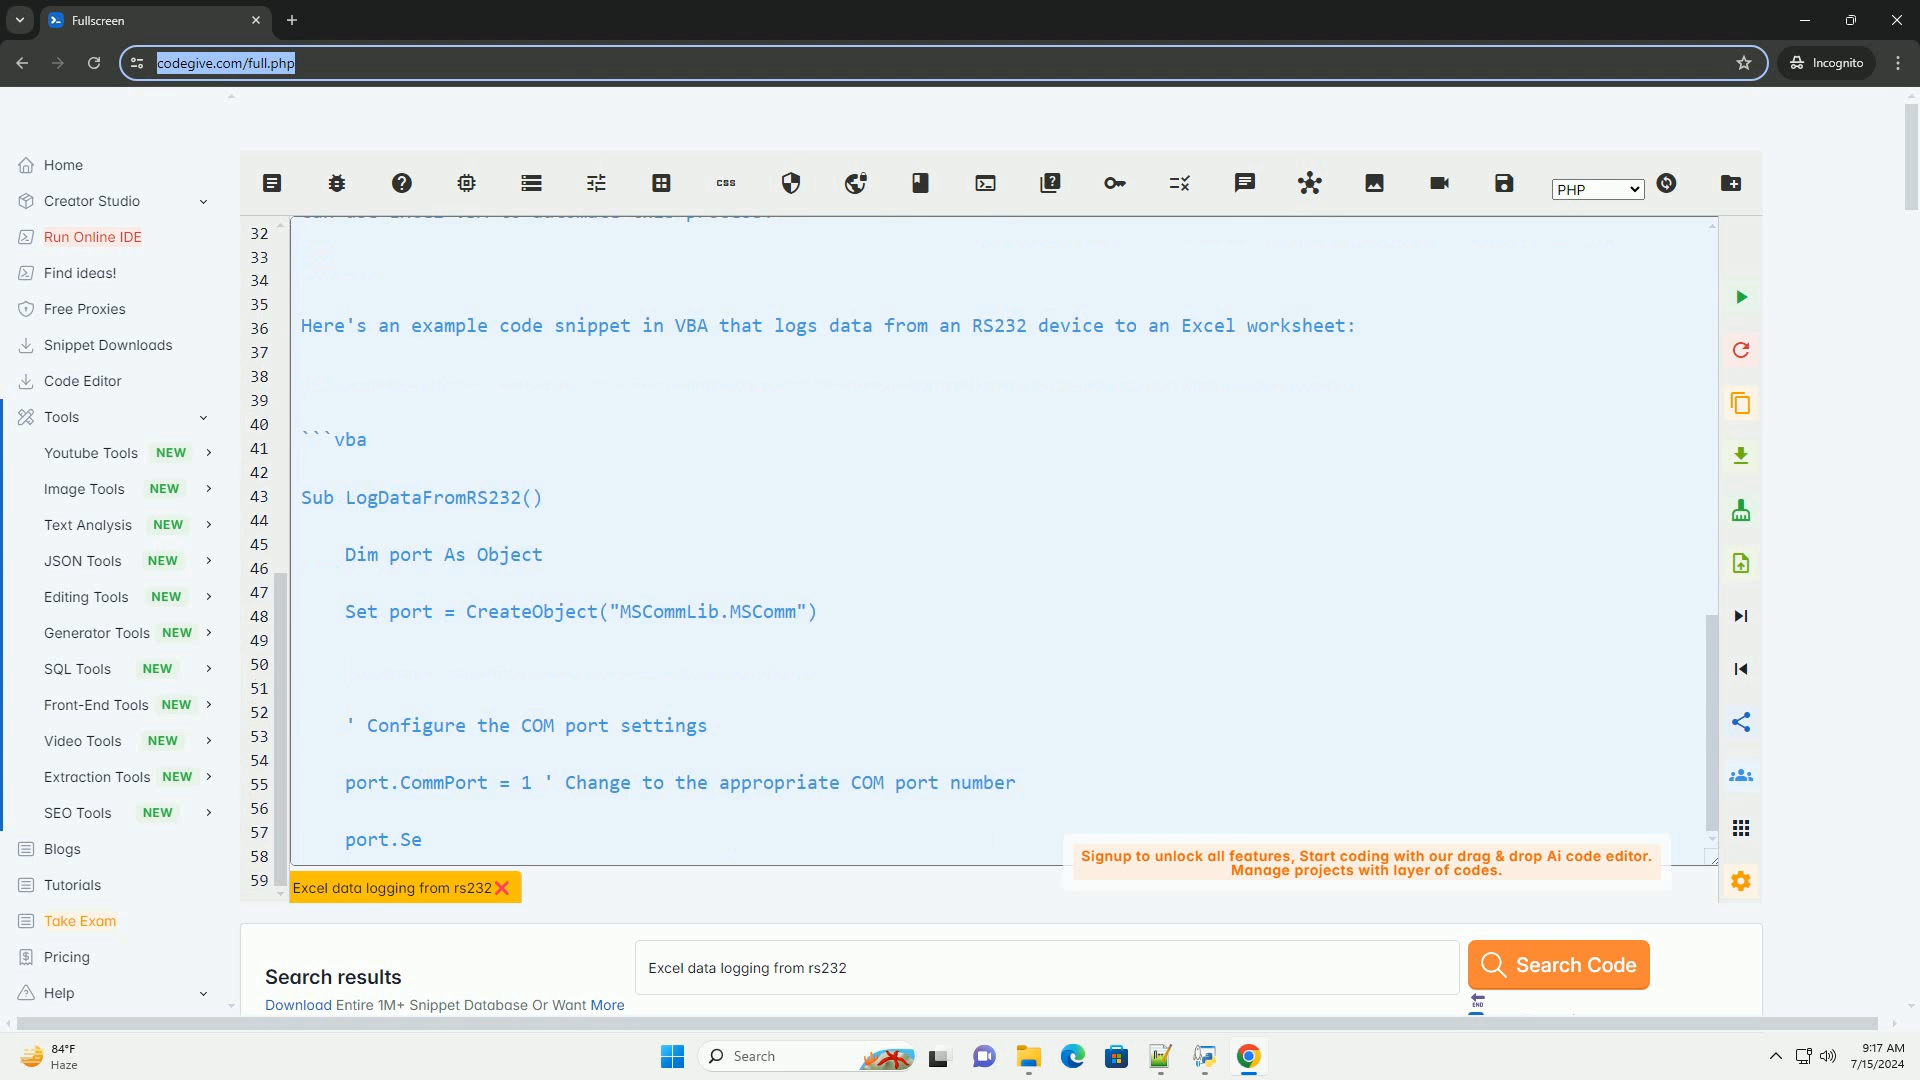 Fullscreen
codegive.com/full.php
Incognito
Home
Creator Studio
Run Online IDE
Find ideas!
Free Proxies
Snippet Downloads
Code Editor
Tools
Youtube Tools NEW
Image Tools NEW
Text Analysis NEW
JSON Tools NEW
Editing Tools NEW
Generator Tools NEW
SQL Tools NEW
Front-End Tools NEW
Video Tools NEW
Extraction Tools NEW
SEO Tools NEW
Blogs
Tutorials
Take Exam
Pricing
Help
css
PHP
32
33
34
35
36
37
38
39
40
41
42
43
44
45
46
47
48
49
50
51
52
53
54
55
56
57
58
59
Here's an example code snippet in VBA that logs data from an RS232 device to an Excel worksheet:
```vba
Sub LogDataFromRS232()
Dim port As Object
Set port = CreateObject("MSCommLib.MSComm")
' Configure the COM port settings
port.CommPort = 1 ' Change to the appropriate COM port number
port.Se
Signup to unlock all features, Start coding with our drag & drop Ai code editor.
Manage projects with layer of codes.
Excel data logging from rs232
Search results
Excel data logging from rs232
Search Code
Download Entire 1M+ Snippet Database Or Want More
END
84°F
Haze
Search
9:17 AM
7/15/2024